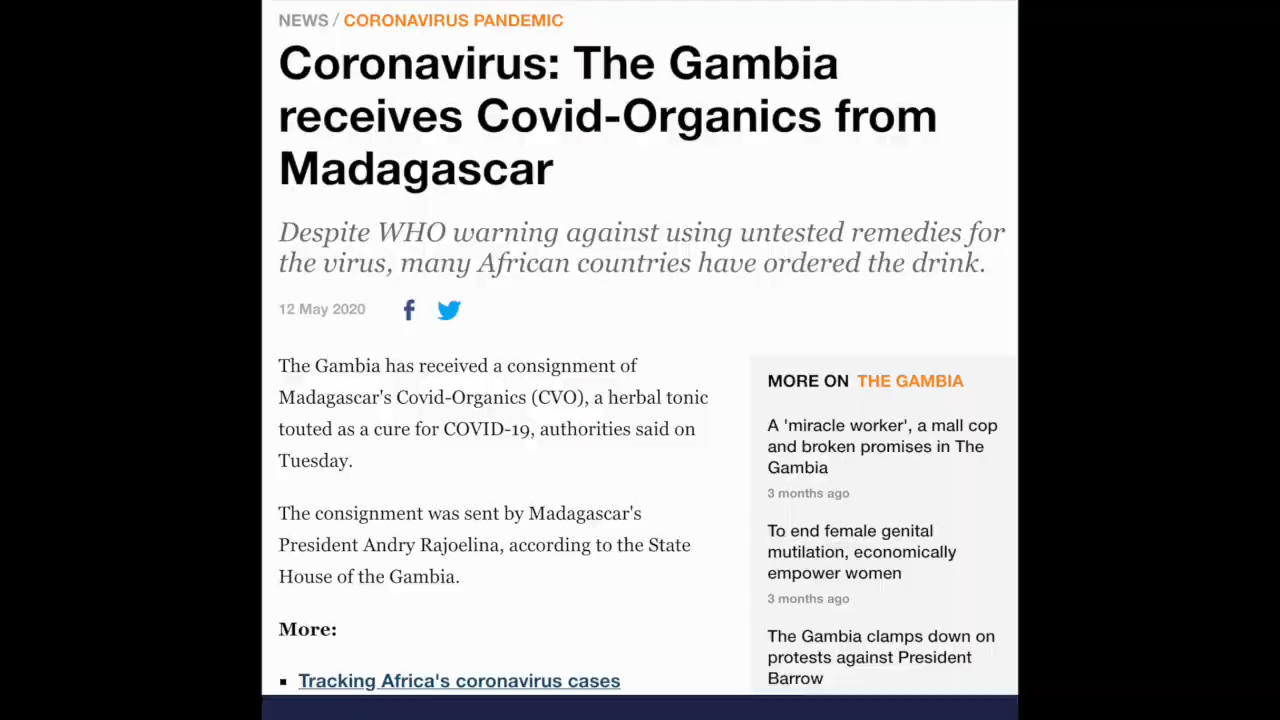 NEWS / CORONAVIRUS PANDEMIC
Coronavirus: The Gambia
receives Covid-Organics from
Madagascar
Despite WHO warning against using untested remedies for
the virus, many African countries have ordered the drink.
12 May 2020
The Gambia has received a consignment of
Madagascar's Covid-Organics (CVO), a herbal tonic
touted as a cure for COVID-19, authorities said on
Tuesday.
The consignment was sent by Madagascar's
President Andry Rajoelina, according to the State
House of the Gambia.
More:
▪ Tracking Africa's coronavirus cases
MORE ON THE GAMBIA
A 'miracle worker', a mall cop
and broken promises in The
Gambia
3 months ago
To end female genital
mutilation, economically
empower women
3 months ago
The Gambia clamps down on
protests against President
Barrow